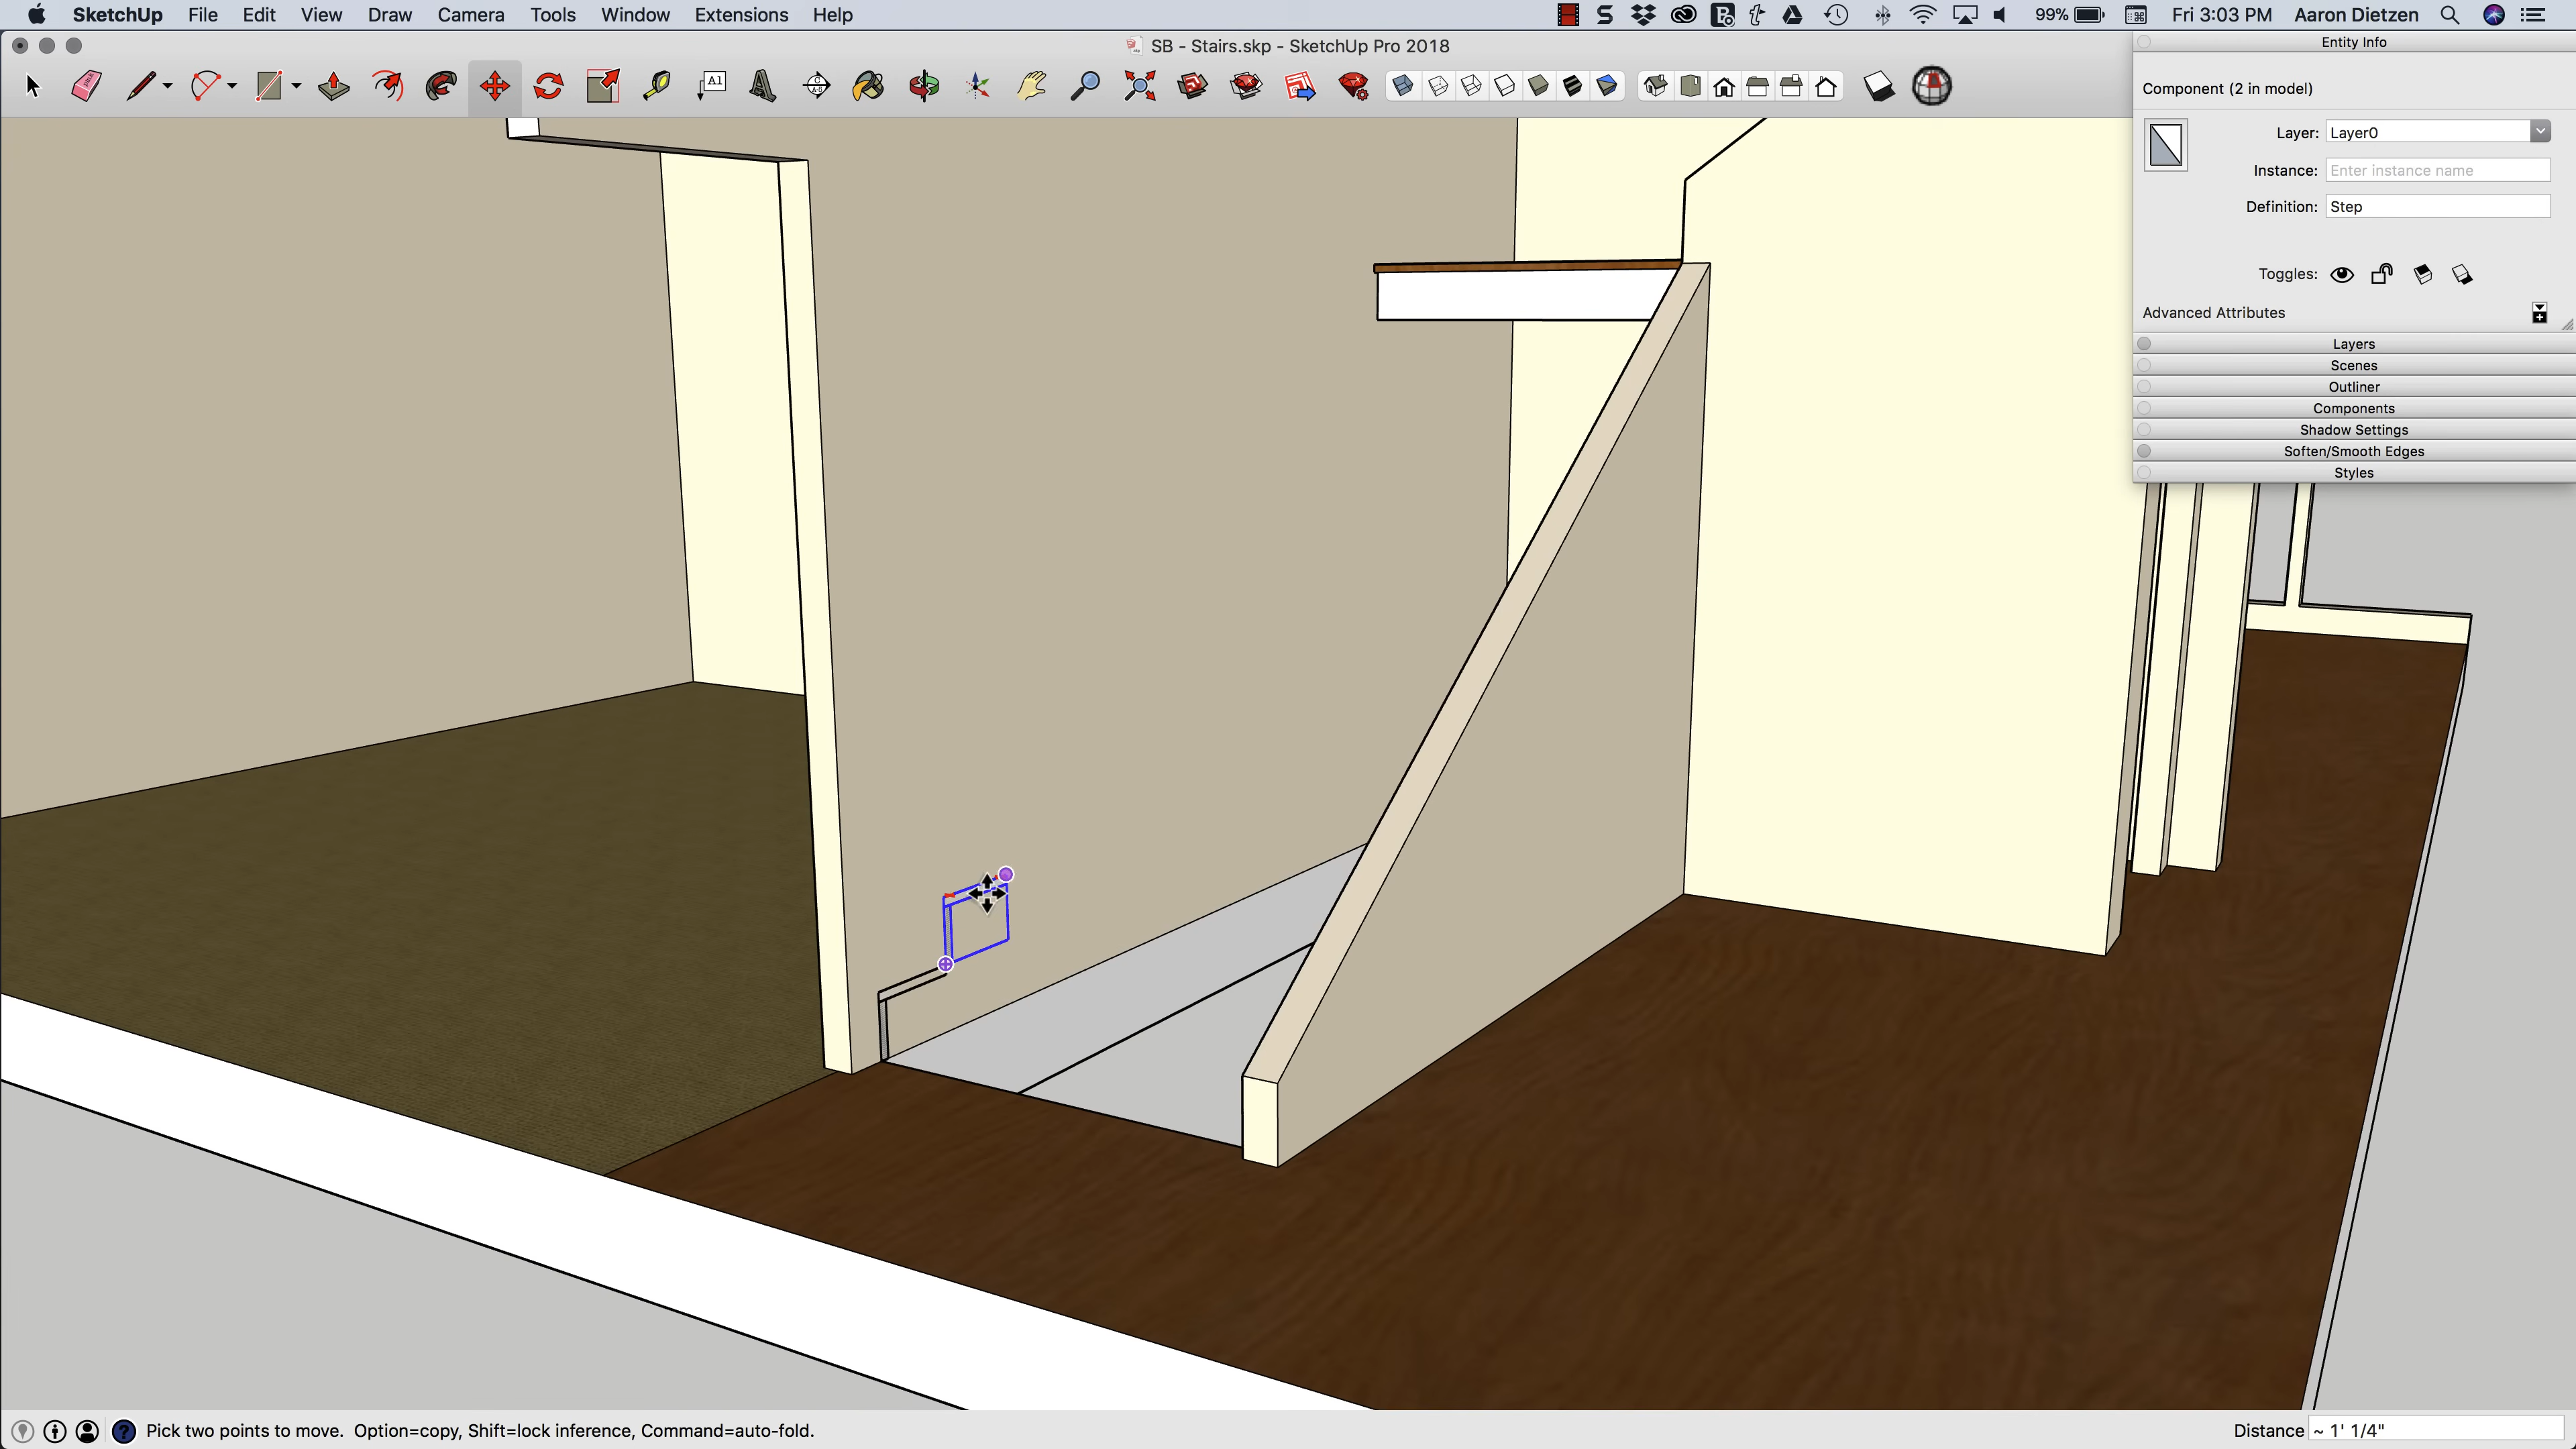 SketchUp File Edit View Draw Camera Tools Window Extensions Help 99% Fri 3:03 PM Aaron Dietzen
SB - Stairs.skp - SketchUp Pro 2018
A1
Entity Info
Component (2 in model)
Layer: Layer0
Instance: Enter instance name
Definition: Step
Toggles:
Advanced Attributes
Layers
Scenes
Outliner
Components
Shadow Settings
Soften/Smooth Edges
Styles
Pick two points to move. Option=copy, Shift=lock inference, Command=auto-fold.
Distance ~ 1' 1/4"